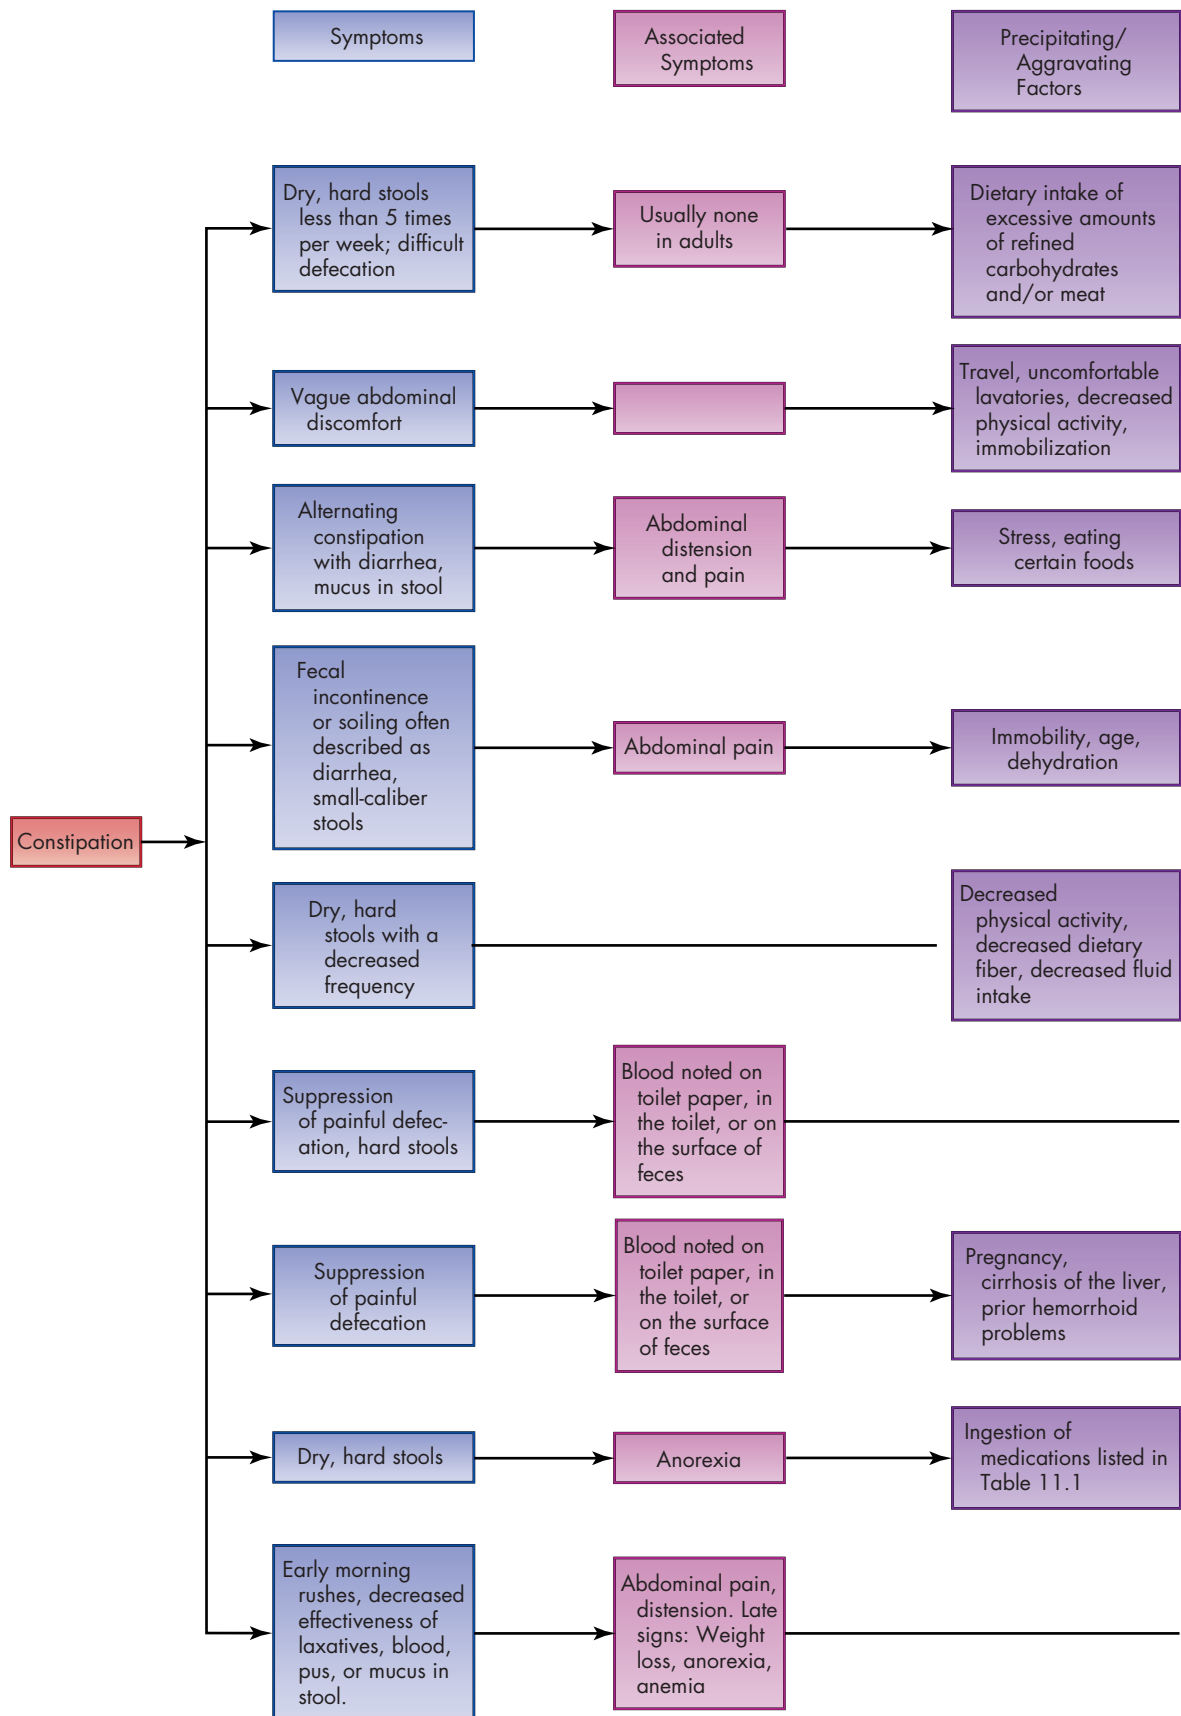 Symptoms
Associated
Symptoms
Precipitating/
Aggravating
Factors
Dry, hard stools
less than 5 times
per week; difficult
defecation
Usually none
in adults
Dietary intake of
excessive amounts
of refined
carbohydrates
and/or meat
Vague abdominal
discomfort
Travel, uncomfortable
lavatories, decreased
physical activity,
immobilization
Alternating
constipation
with diarrhea,
mucus in stool
Abdominal
distension
and pain
Stress, eating
certain foods
Fecal
incontinence
or soiling often
described as
diarrhea,
small-caliber
stools
Abdominal pain
Immobility, age,
dehydration
Constipation
Dry, hard
stools with a
decreased
frequency
Decreased
physical activity,
decreased dietary
fiber, decreased fluid
intake
Suppression
of painful defec-
ation, hard stools
Blood noted on
toilet paper, in
the toilet, or on
the surface of
feces
Suppression
of painful
defecation
Blood noted on
toilet paper, in
the toilet, or
on the surface
of feces
Pregnancy,
cirrhosis of the liver,
prior hemorrhoid
problems
Dry, hard stools
Anorexia
Ingestion of
medications listed in
Table 11.1
Early morning
rushes, decreased
effectiveness of
laxatives, blood,
pus, or mucus in
stool.
Abdominal pain,
distension. Late
signs: Weight
loss, anorexia,
anemia